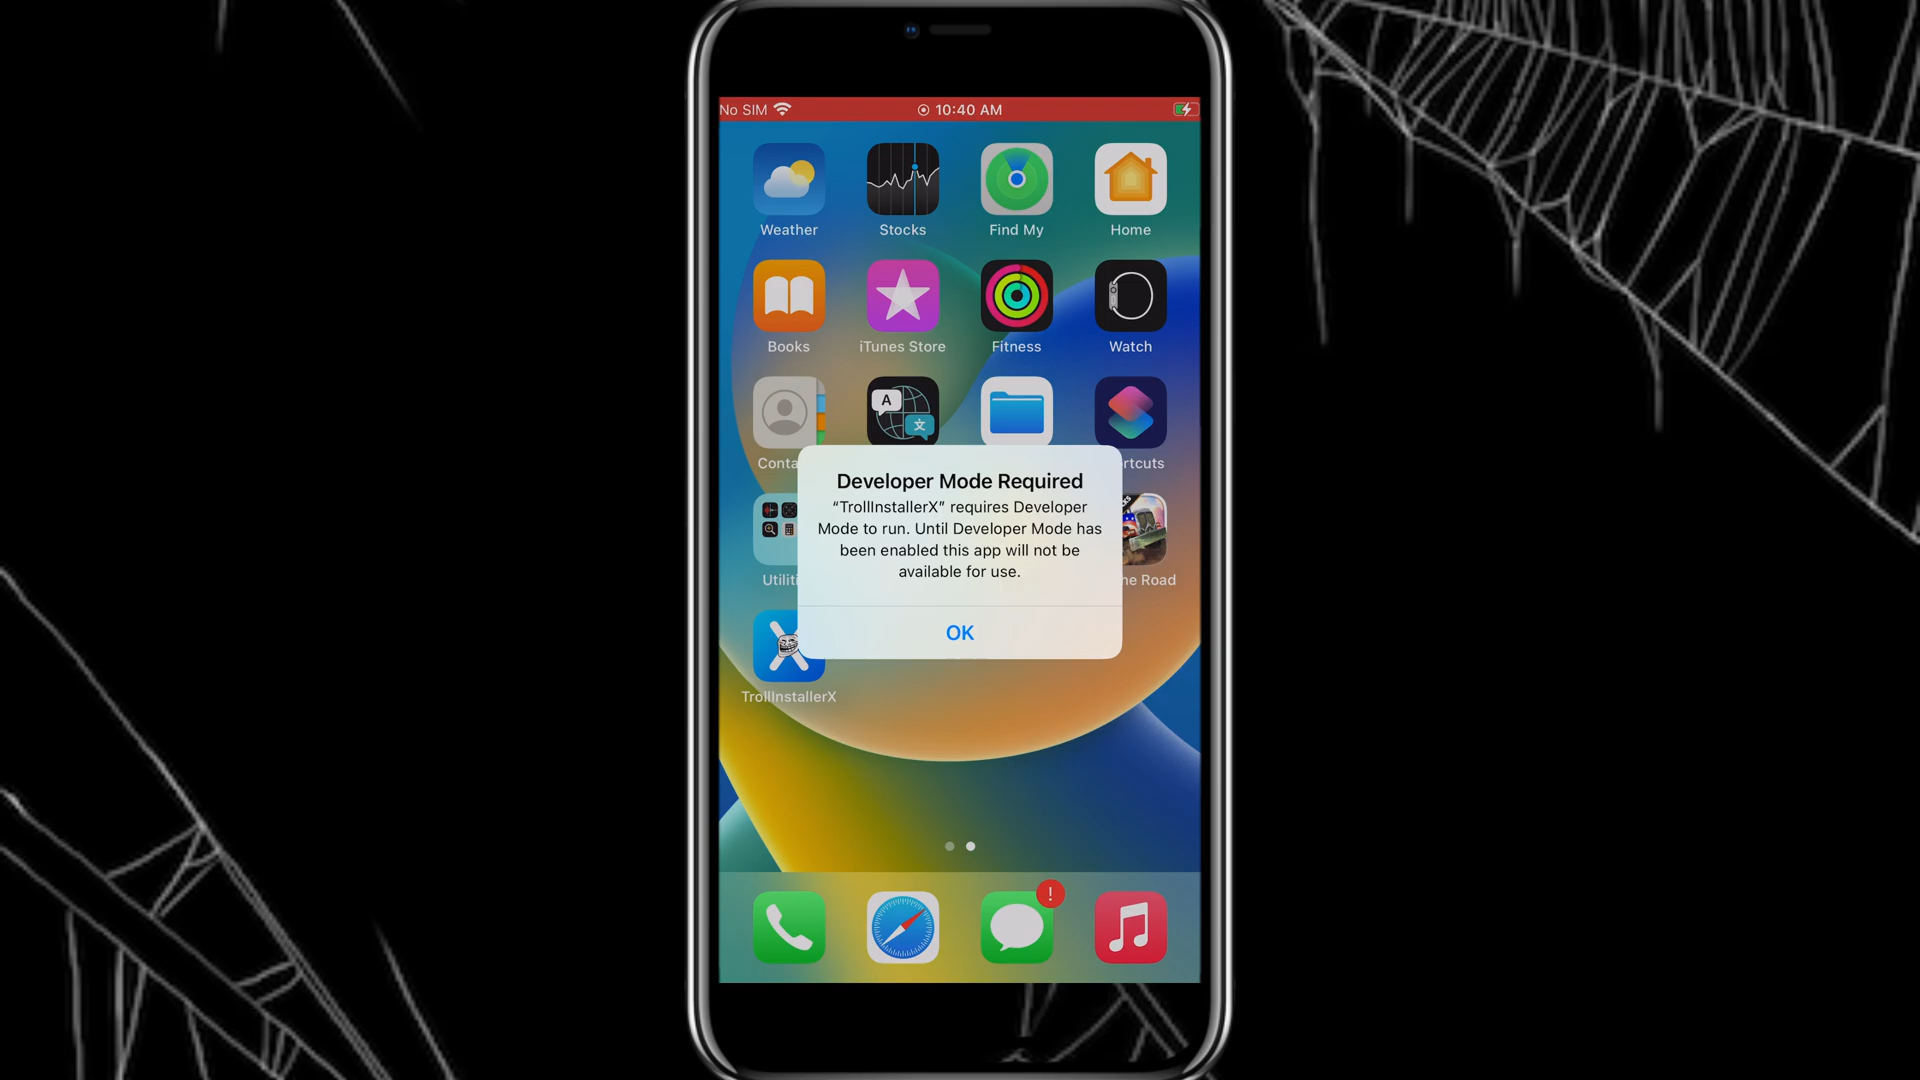 No SIM 10:40 AM
Weather Stocks Find My Home
Books iTunes Store Fitness Watch
A 文
Conta rtcuts
Developer Mode Required
“TrollInstallerX” requires Developer
Mode to run. Until Developer Mode has
been enabled this app will not be
available for use.
OK
Utiliti he Road
TrollInstallerX
!